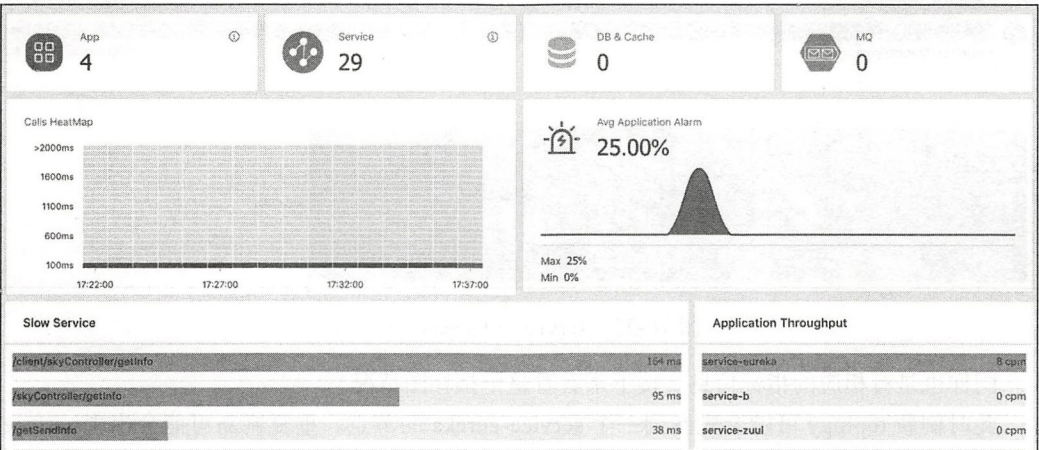 App
4
Service
29
DB & Cache
0
MQ
0
Calls HeatMap
>2000ms
1600ms
1100ms
600ms
100ms
17:22:00 17:27:00 17:32:00 17:37:00
Avg Application Alarm
25.00%
Max 25%
Min 0%
Slow Service
/client/skyController/getInfo 164 ms
/skyController/getInfo 95 ms
/getSendInfo 38 ms
Application Throughput
service-eureka 8 cpm
service-b 0 cpm
service-zuul 0 cpm